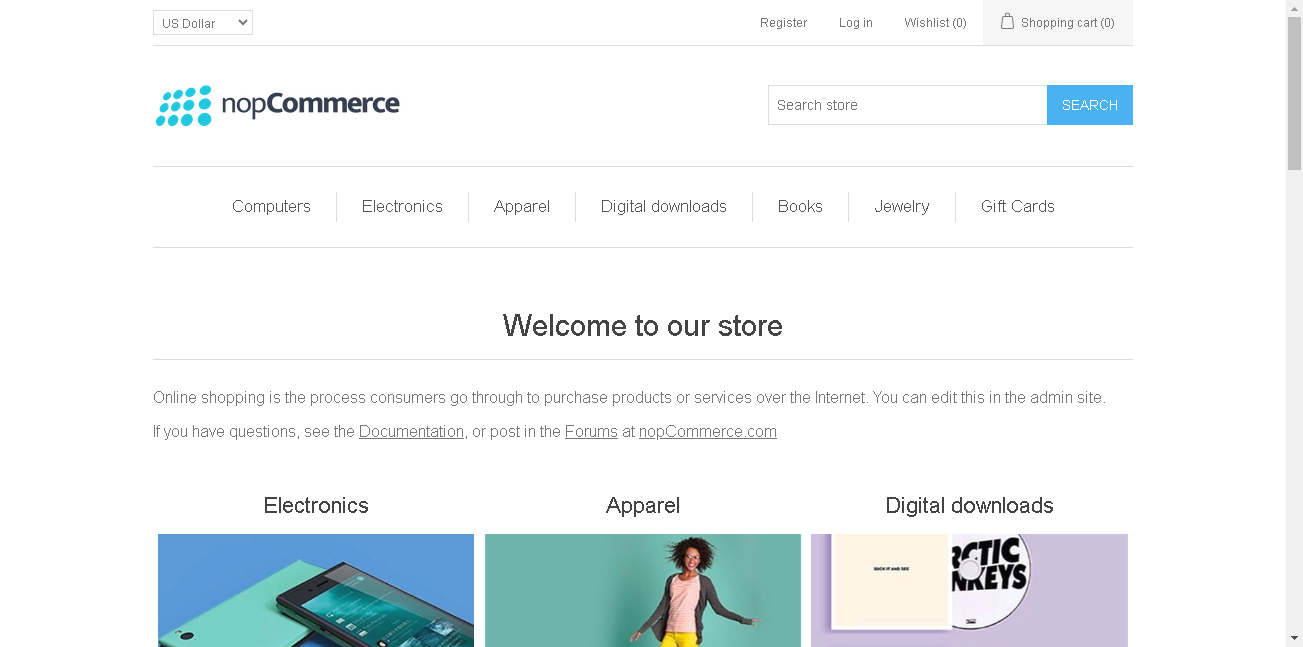 US Dollar Register Log in Wishlist (0) Shopping cart (0)
nopCommerce Search store SEARCH
Computers Electronics Apparel Digital downloads Books Jewelry Gift Cards
Welcome to our store
Online shopping is the process consumers go through to purchase products or services over the Internet. You can edit this in the admin site.
If you have questions, see the Documentation, or post in the Forums at nopCommerce.com
Electronics Apparel Digital downloads
SUCK IT AND SEE
RCTIC
NKEYS